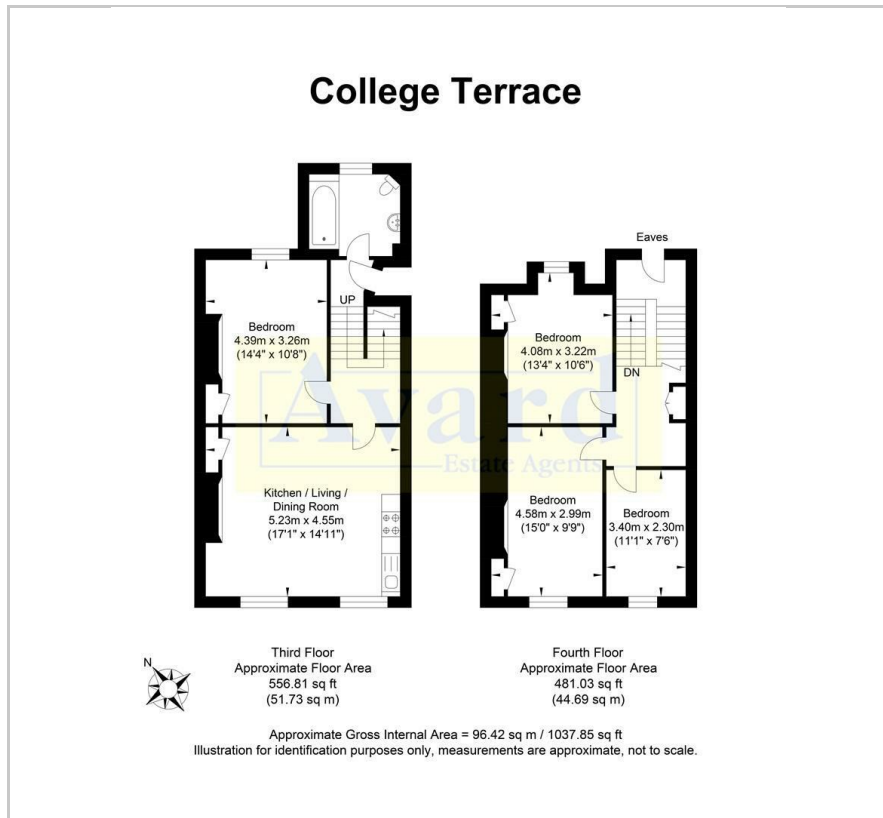 College Terrace
UP
Bedroom
4.39m x 3.26m
(14'4" x 10'8")
Kitchen / Living /
Dining Room
5.23m x 4.55m
(17'1" x 14'11")
Eaves
Bedroom
4.08m x 3.22m
(13'4" x 10'6")
DN
Bedroom
4.58m x 2.99m
(15'0" x 9'9")
Bedroom
3.40m x 2.30m
(11'1" x 7'6")
Avard
Estate Agents
N
Third Floor
Approximate Floor Area
556.81 sq ft
(51.73 sq m)
Fourth Floor
Approximate Floor Area
481.03 sq ft
(44.69 sq m)
Approximate Gross Internal Area = 96.42 sq m / 1037.85 sq ft
Illustration for identification purposes only, measurements are approximate, not to scale.